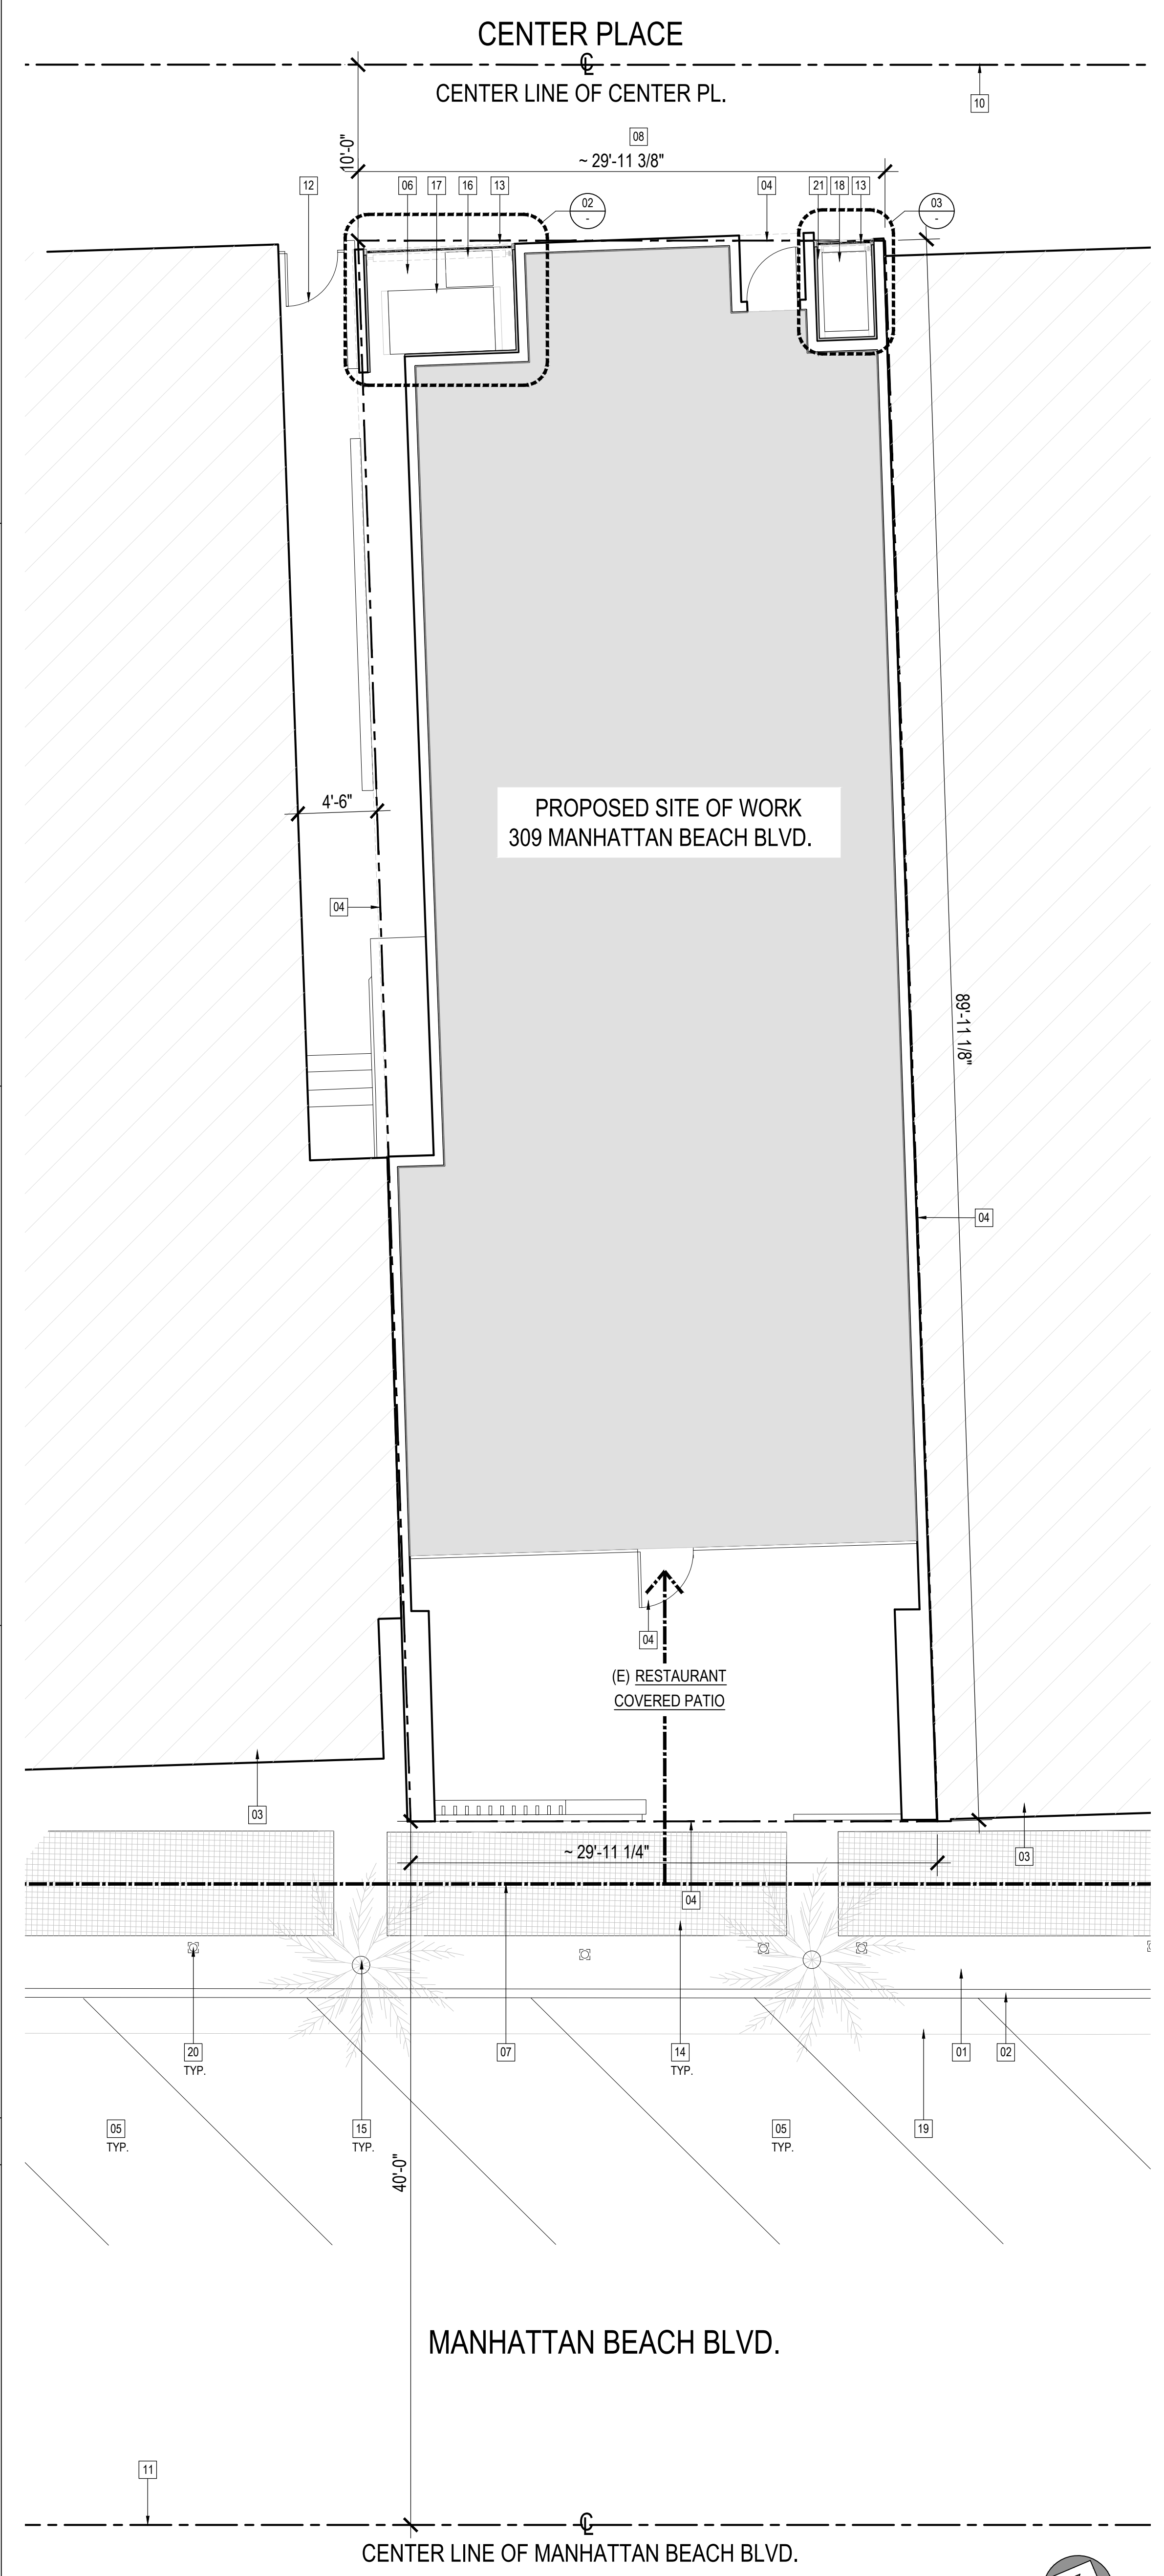 CENTER PLACE
CENTER LINE OF CENTER PL.
10
10'-0"
08
~ 29'-11 3/8"
12
06
17
16
13
04
21
18
13
02
-
03
-
PROPOSED SITE OF WORK
309 MANHATTAN BEACH BLVD.
4'-6"
04
89'-11 1/8"
04
04
(E) RESTAURANT
COVERED PATIO
03
03
~ 29'-11 1/4"
04
20
TYP.
07
14
TYP.
01
02
05
TYP.
15
TYP.
05
TYP.
19
40'-0"
MANHATTAN BEACH BLVD.
11
CENTER LINE OF MANHATTAN BEACH BLVD.